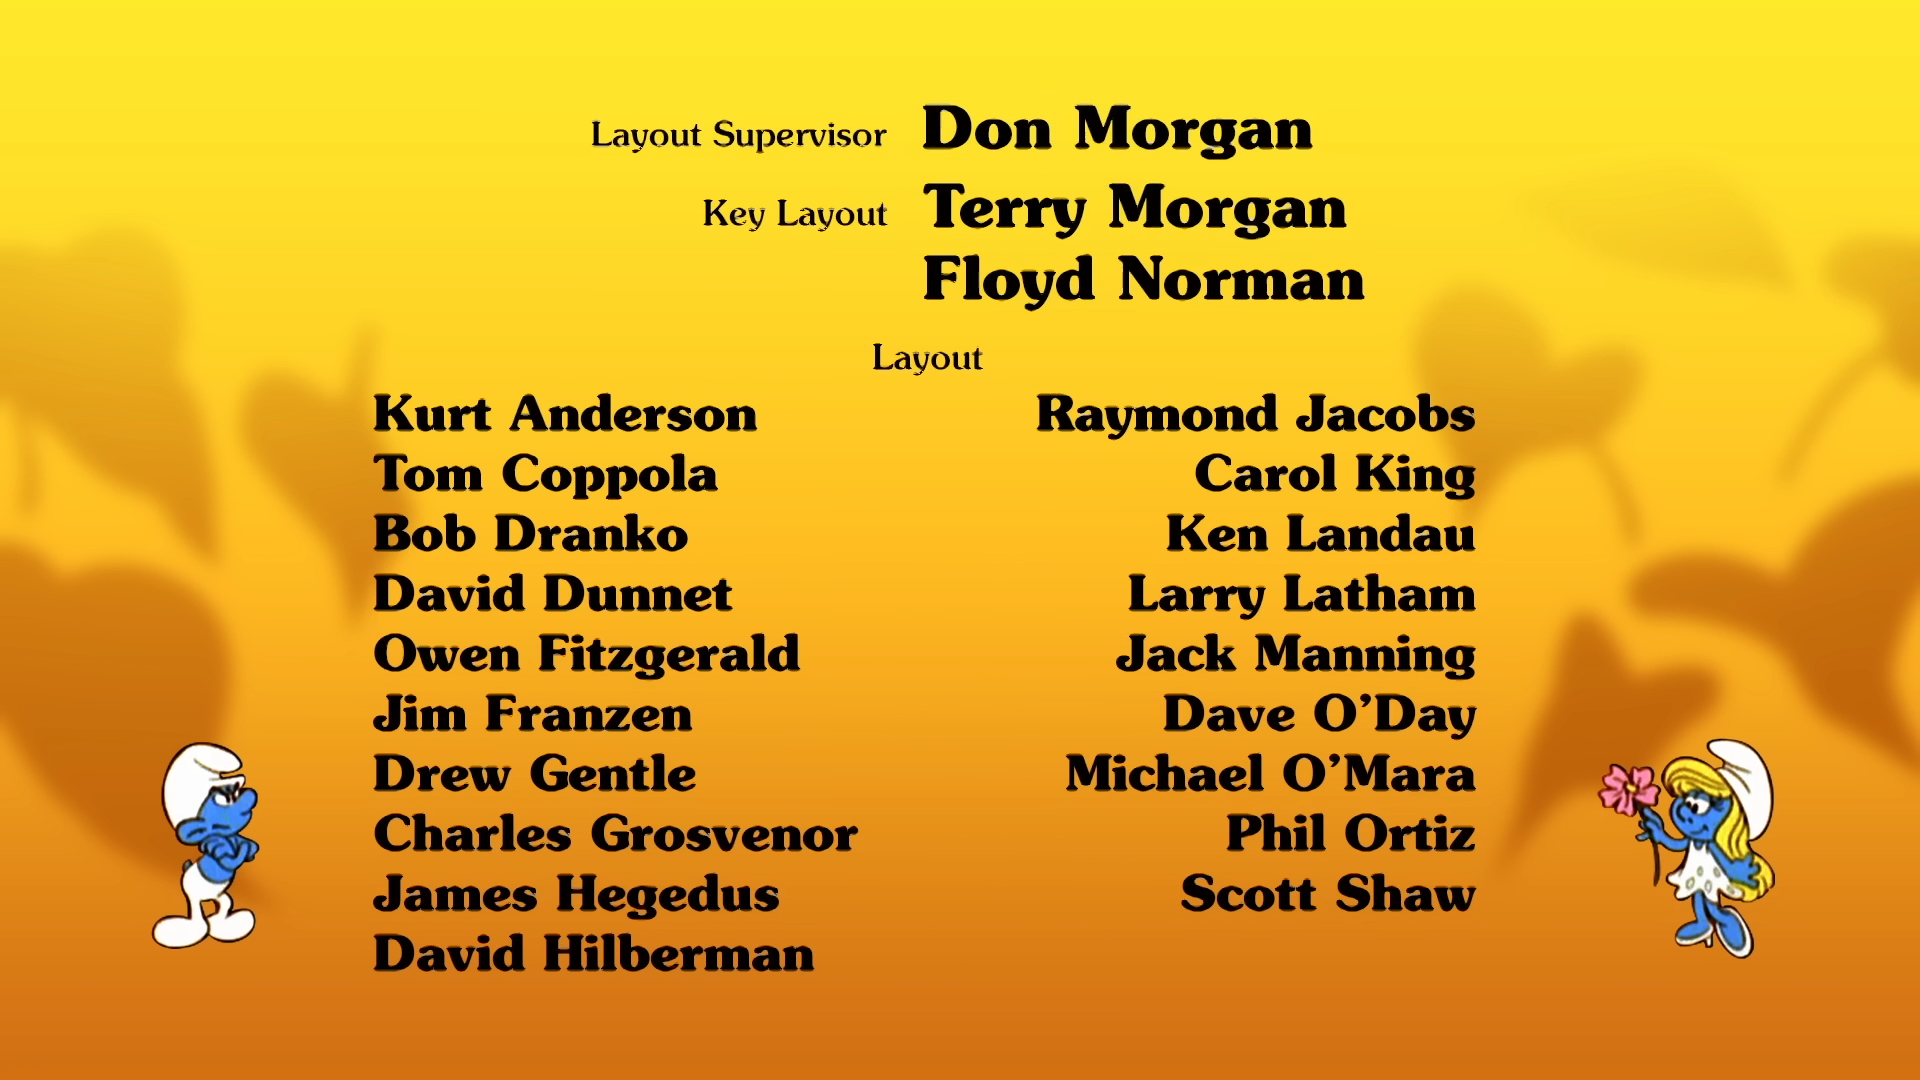 Layout Supervisor Don Morgan
Key Layout Terry Morgan
Floyd Norman
Layout
Kurt Anderson
Tom Coppola
Bob Dranko
David Dunnet
Owen Fitzgerald
Jim Franzen
Drew Gentle
Charles Grosvenor
James Hegedus
David Hilberman
Raymond Jacobs
Carol King
Ken Landau
Larry Latham
Jack Manning
Dave O’Day
Michael O’Mara
Phil Ortiz
Scott Shaw